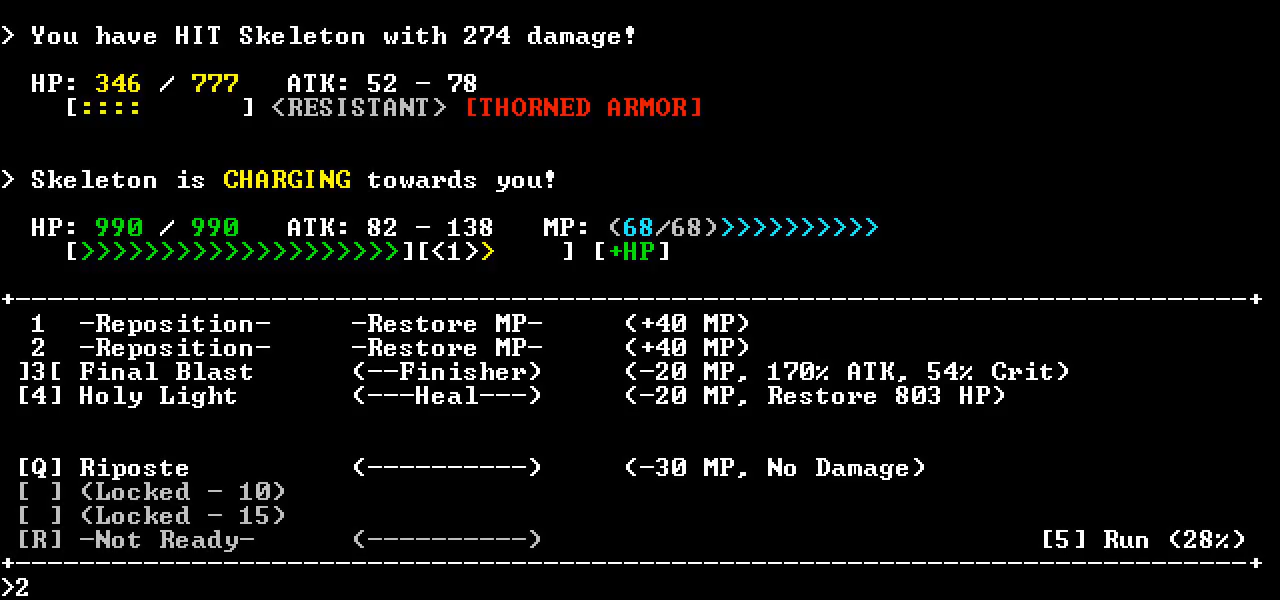 > You have HIT Skeleton with 274 damage!
HP: 346 / 777 ATK: 52 - 78
[:::: ] <RESISTANT> [THORNED ARMOR]
> Skeleton is CHARGING towards you!
HP: 990 / 990 ATK: 82 - 138 MP: (68/68)>>>>>>>>>>
[>>>>>>>>>>>>>>>>>>>>][<1>> ] [+HP]
+-----------------------------------------------------------------------------+
1 -Reposition- -Restore MP- (+40 MP)
2 -Reposition- -Restore MP- (+40 MP)
]3[ Final Blast (--Finisher) (-20 MP, 170% ATK, 54% Crit)
[4] Holy Light (---Heal---) (-20 MP, Restore 803 HP)
[Q] Riposte (----------) (-30 MP, No Damage)
[ ] (Locked - 10)
[ ] (Locked - 15)
[R] -Not Ready- (----------) [5] Run (28%)
+-----------------------------------------------------------------------------+
>2